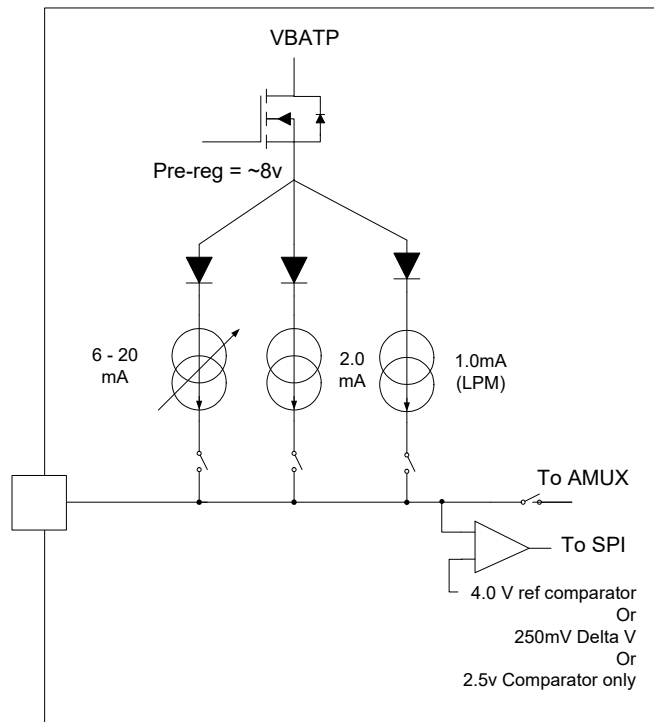 VBATP
Pre-reg = ~8v
6 - 20
mA
2.0
mA
1.0mA
(LPM)
To AMUX
To SPI
4.0 V ref comparator
Or
250mV Delta V
Or
2.5v Comparator only